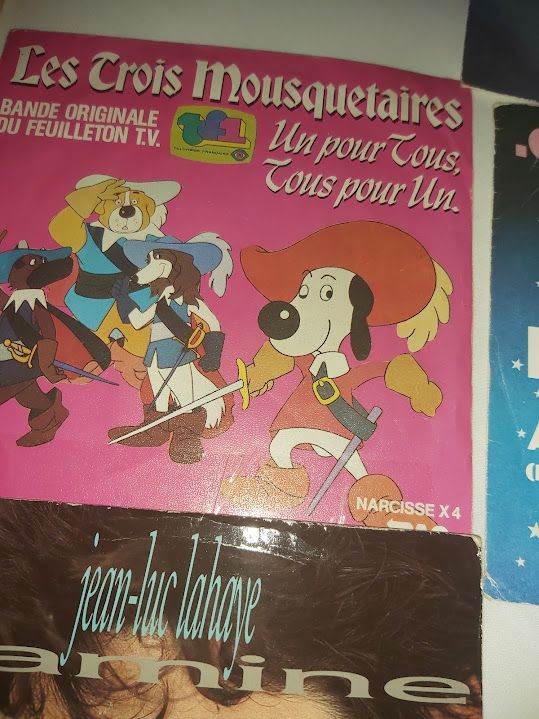 Les Trois Mousquetaires
BANDE ORIGINALE
DU FEUILLETON T.V.
tf1
Un pour Tous,
Tous pour Un.
NARCISSE X 4
jean-luc lahaye
amine